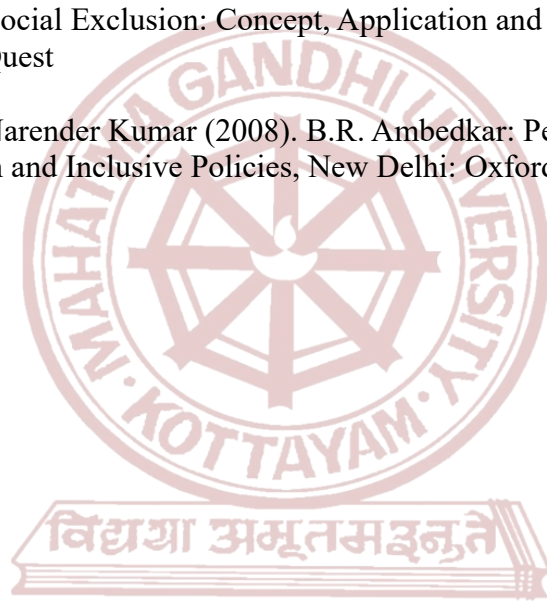 ocial Exclusion: Concept, Application and
uest
Narender Kumar (2008). B.R. Ambedkar: Pe
n and Inclusive Policies, New Delhi: Oxford
MAHATMA GANDHI UNIVERSITY
KOTTAYAM
विद्यया अमृतमश्नुते